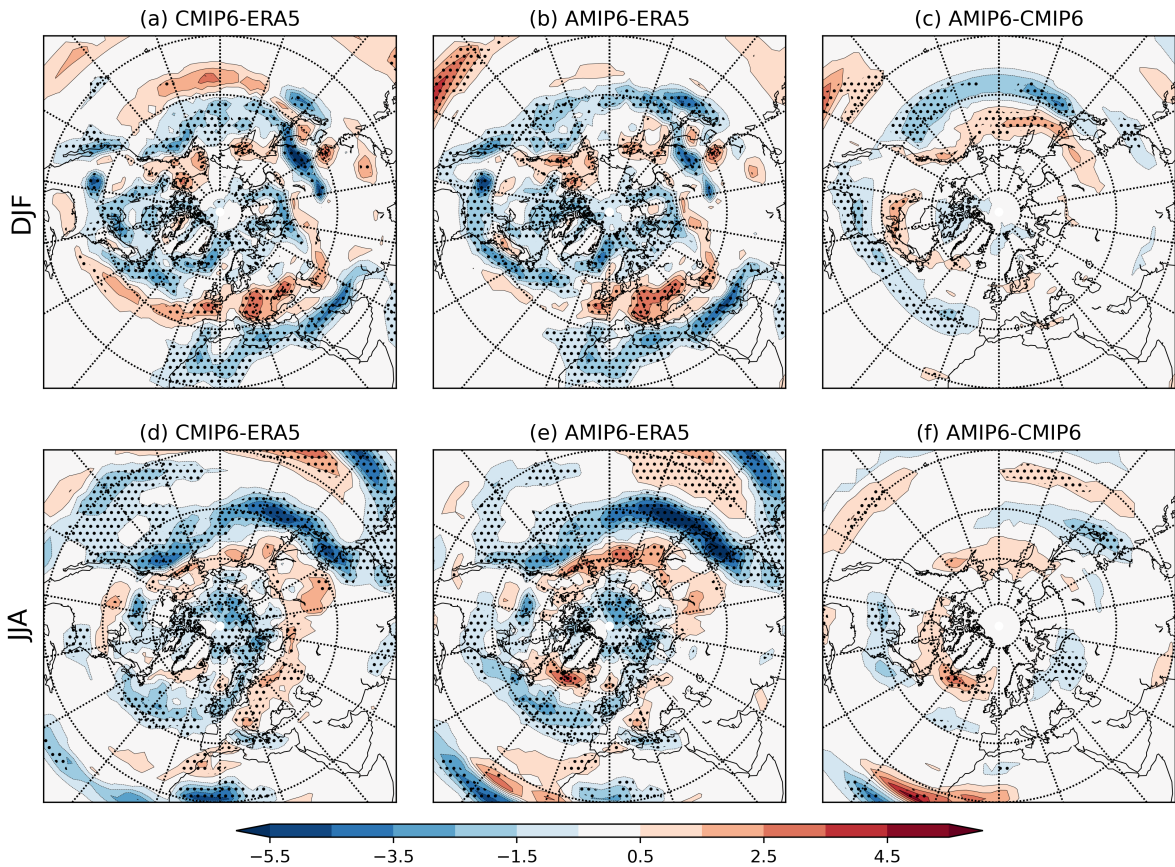 (a) CMIP6-ERA5
(b) AMIP6-ERA5
(c) AMIP6-CMIP6
DJF
(d) CMIP6-ERA5
(e) AMIP6-ERA5
(f) AMIP6-CMIP6
JJA
−5.5 −3.5 −1.5 0.5 2.5 4.5